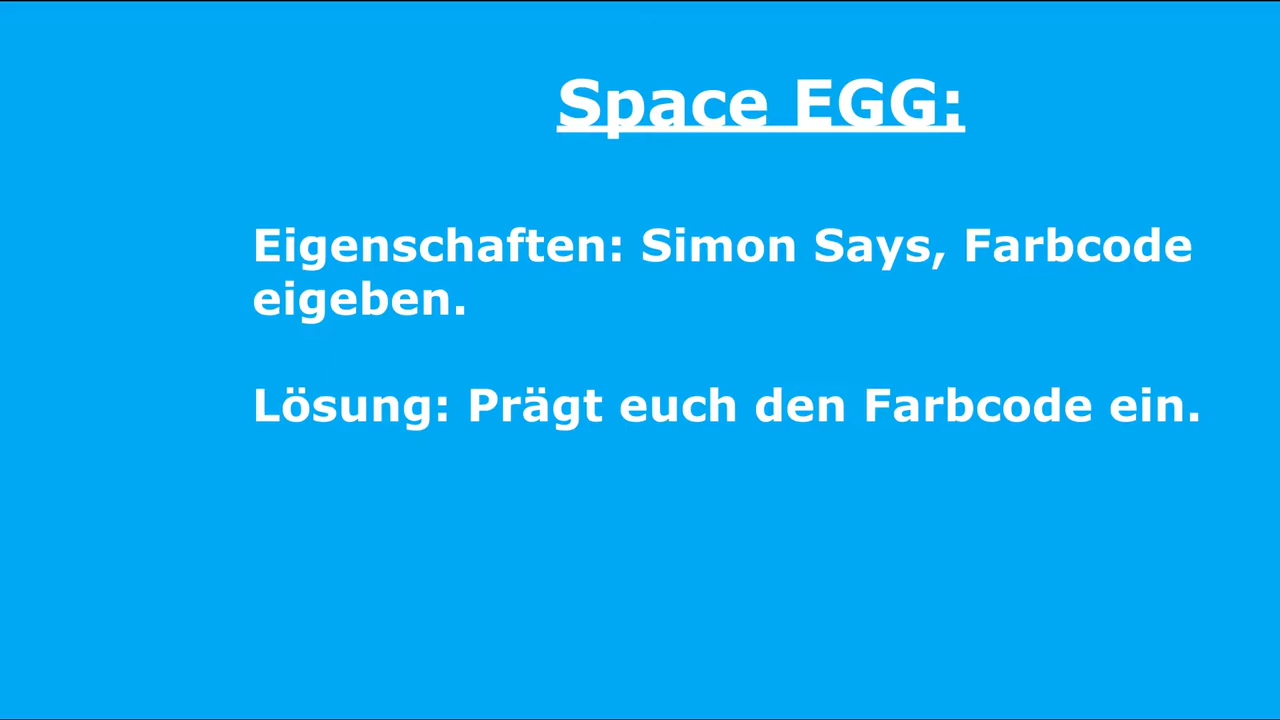 Space EGG:
Eigenschaften: Simon Says, Farbcode
eigeben.
Lösung: Prägt euch den Farbcode ein.